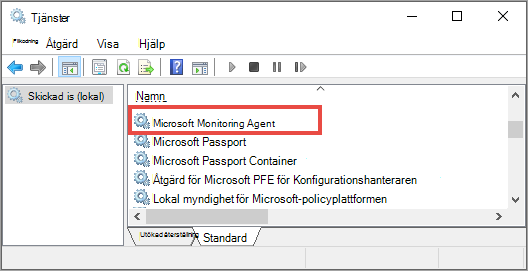 Tjänster
Filkodning Åtgärd Visa Hjälp
Skickad is (lokal)
Namn
Microsoft Monitoring Agent
Microsoft Passport
Microsoft Passport Container
Åtgärd för Microsoft PFE för Konfigurationshanteraren
Lokal myndighet för Microsoft-policyplattformen
Utökad återställning Standard